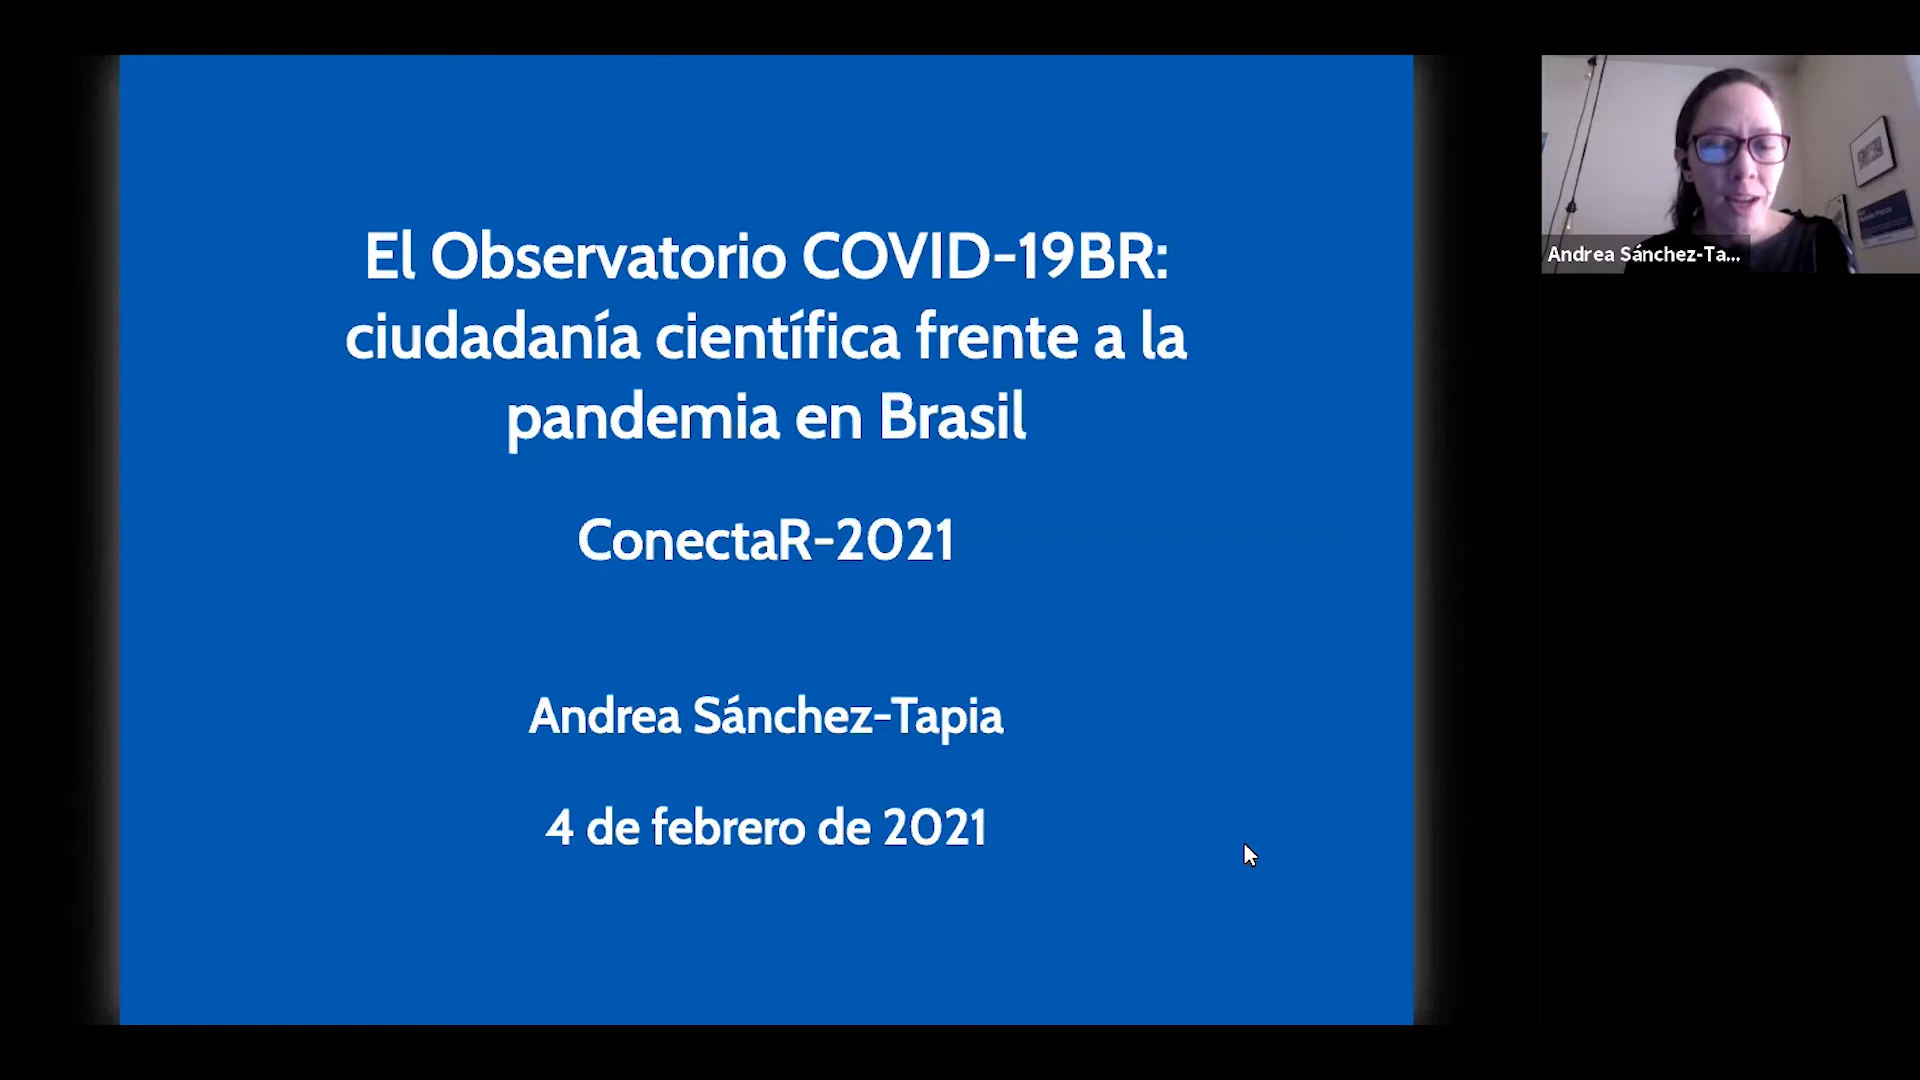 El Observatorio COVID-19BR:
ciudadanía científica frente a la
pandemia en Brasil
ConectaR-2021
Andrea Sánchez-Tapia
4 de febrero de 2021
Andrea Sánchez-Ta...